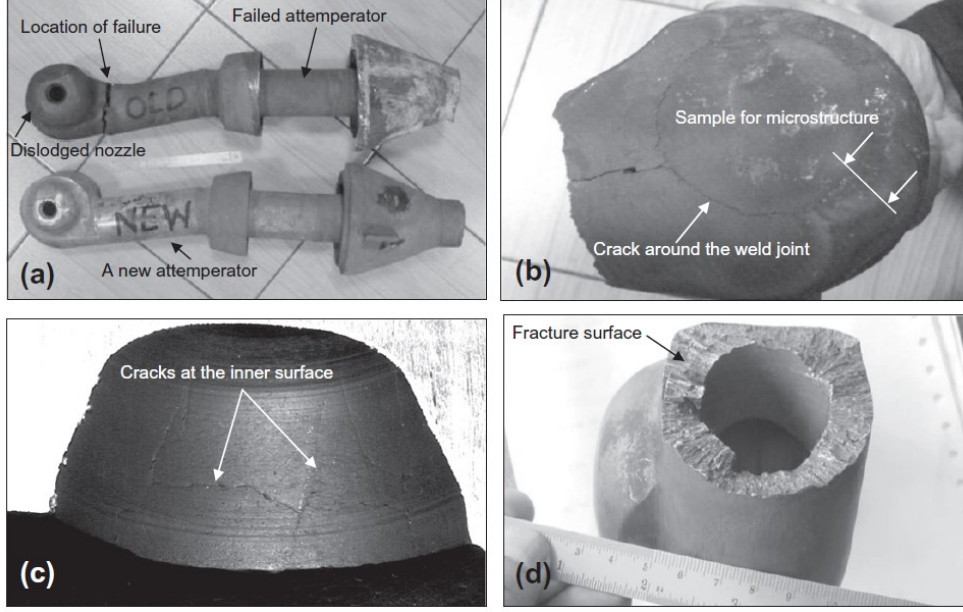 Location of failure
Failed attemperator
OLD
Dislodged nozzle
NEW
A new attemperator
(a)
Sample for microstructure
Crack around the weld joint
(b)
Cracks at the inner surface
(c)
Fracture surface
(d)